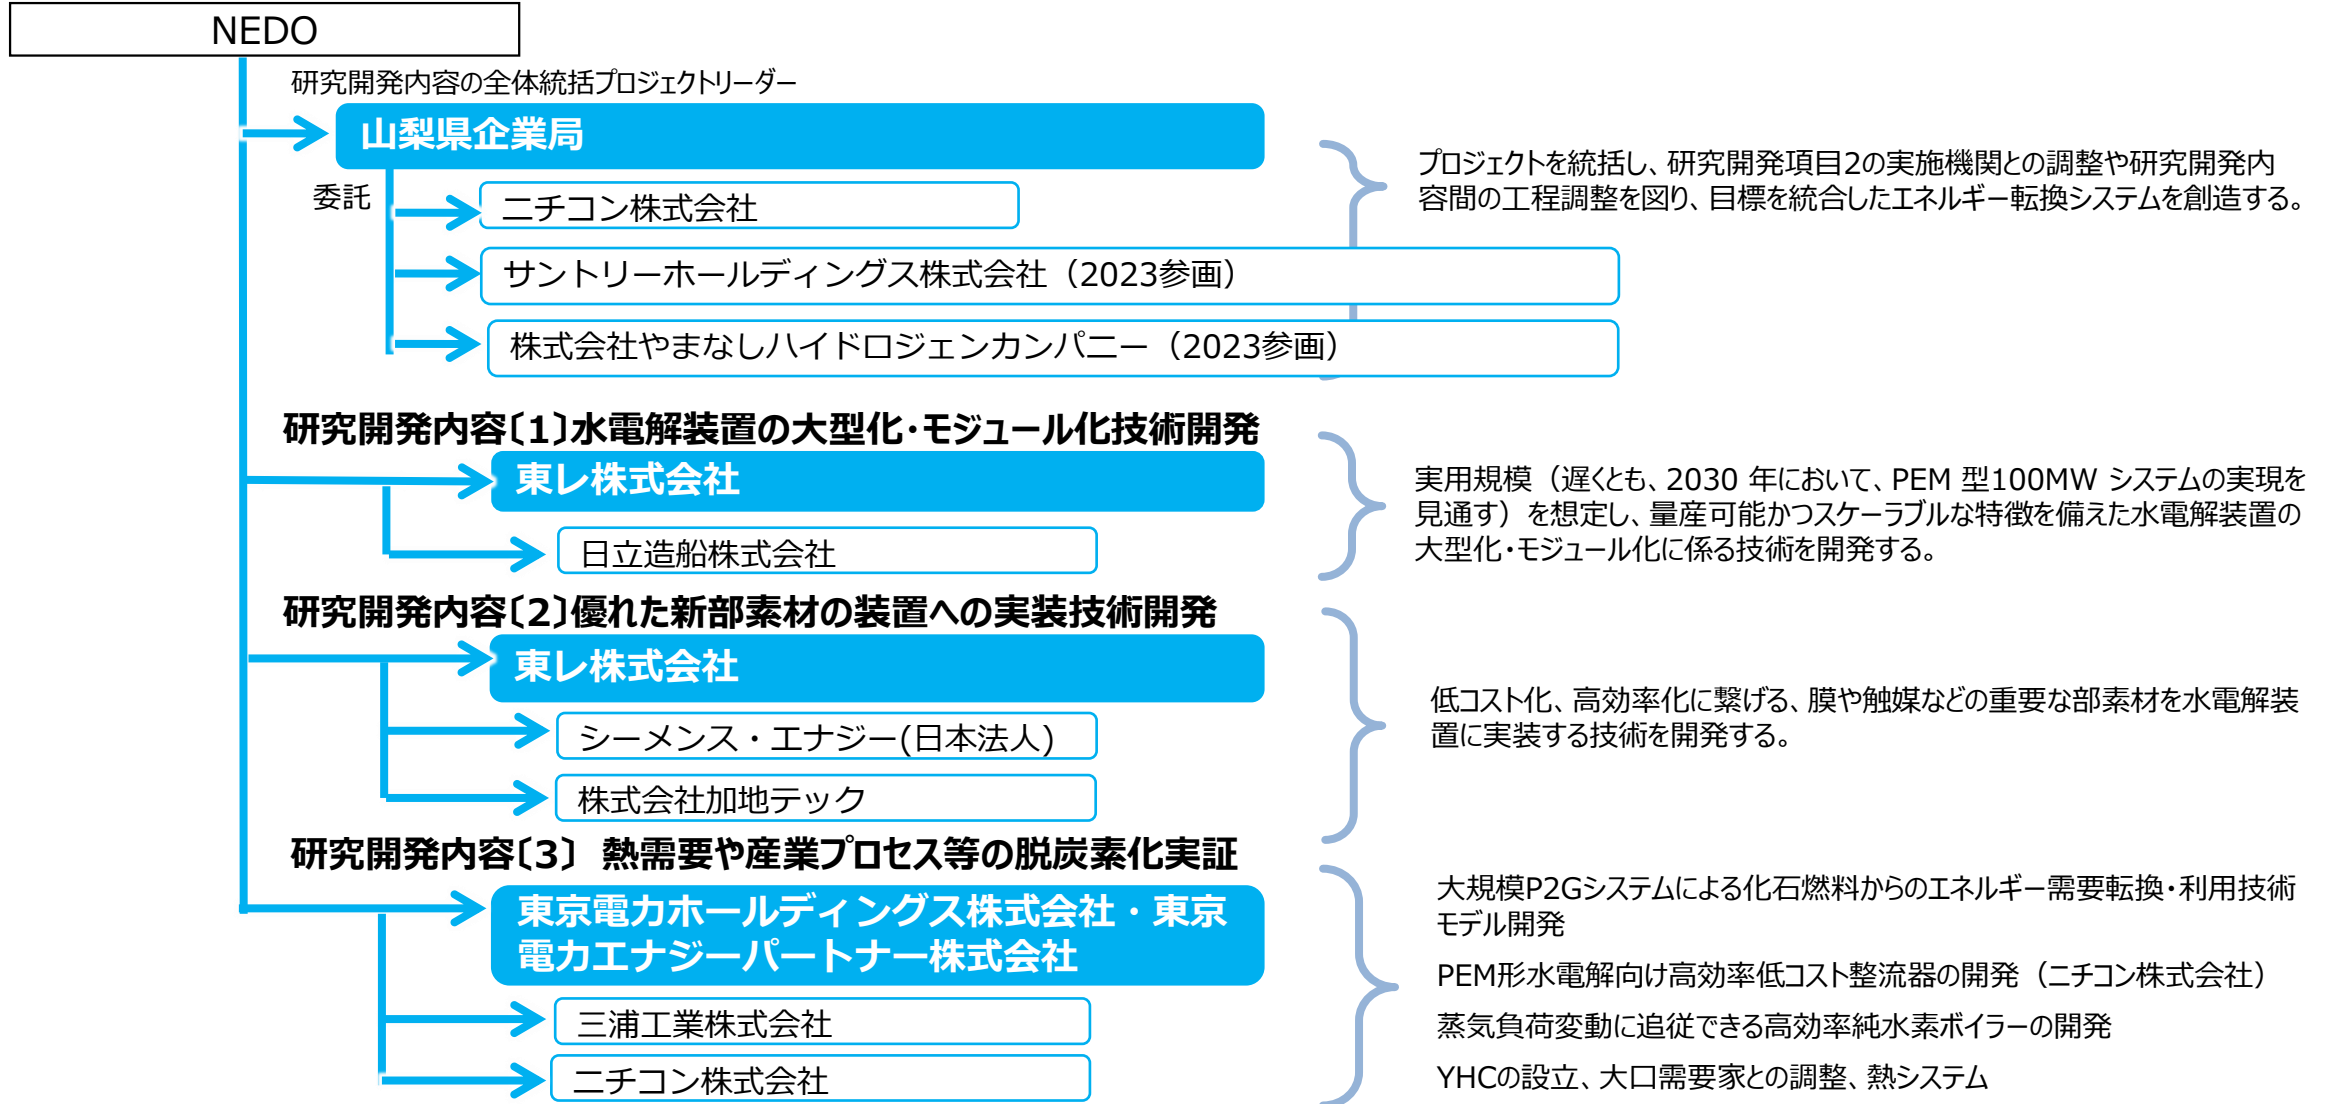 NEDO
研究開発内容の全体統括プロジェクトリーダー
山梨県企業局
委託
ニチコン株式会社
サントリーホールディングス株式会社（2023参画）
株式会社やまなしハイドロジェンカンパニー（2023参画）
プロジェクトを統括し、研究開発項目2の実施機関との調整や研究開発内
容間の工程調整を図り、目標を統合したエネルギー転換システムを創造する。
研究開発内容〔1〕水電解装置の大型化・モジュール化技術開発
東レ株式会社
日立造船株式会社
実用規模（遅くとも、2030 年において、PEM 型100MW システムの実現を
見通す）を想定し、量産可能かつスケーラブルな特徴を備えた水電解装置の
大型化・モジュール化に係る技術を開発する。
研究開発内容〔2〕優れた新部素材の装置への実装技術開発
東レ株式会社
シーメンス・エナジー(日本法人)
株式会社加地テック
低コスト化、高効率化に繋げる、膜や触媒などの重要な部素材を水電解装
置に実装する技術を開発する。
研究開発内容〔3〕 熱需要や産業プロセス等の脱炭素化実証
東京電力ホールディングス株式会社・東京
電力エナジーパートナー株式会社
三浦工業株式会社
ニチコン株式会社
大規模P2Gシステムによる化石燃料からのエネルギー需要転換・利用技術
モデル開発
PEM形水電解向け高効率低コスト整流器の開発（ニチコン株式会社）
蒸気負荷変動に追従できる高効率純水素ボイラーの開発
YHCの設立、大口需要家との調整、熱システム